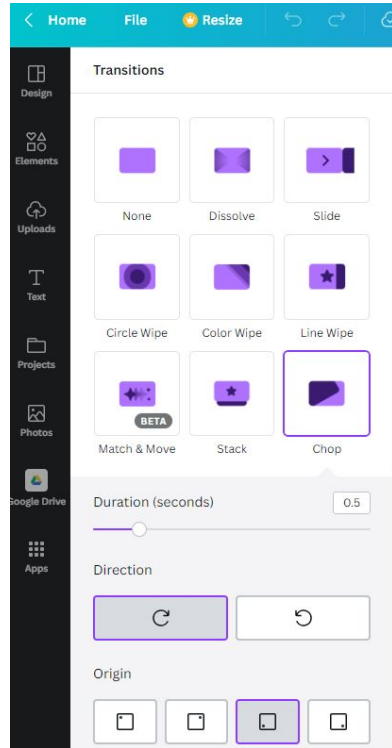 Home File Resize
Transitions
Design
Elements
Uploads
Text
Projects
Photos
Google Drive
Apps
None Dissolve Slide
Circle Wipe Color Wipe Line Wipe
BETA
Match & Move Stack Chop
Duration (seconds) 0.5
Direction
Origin